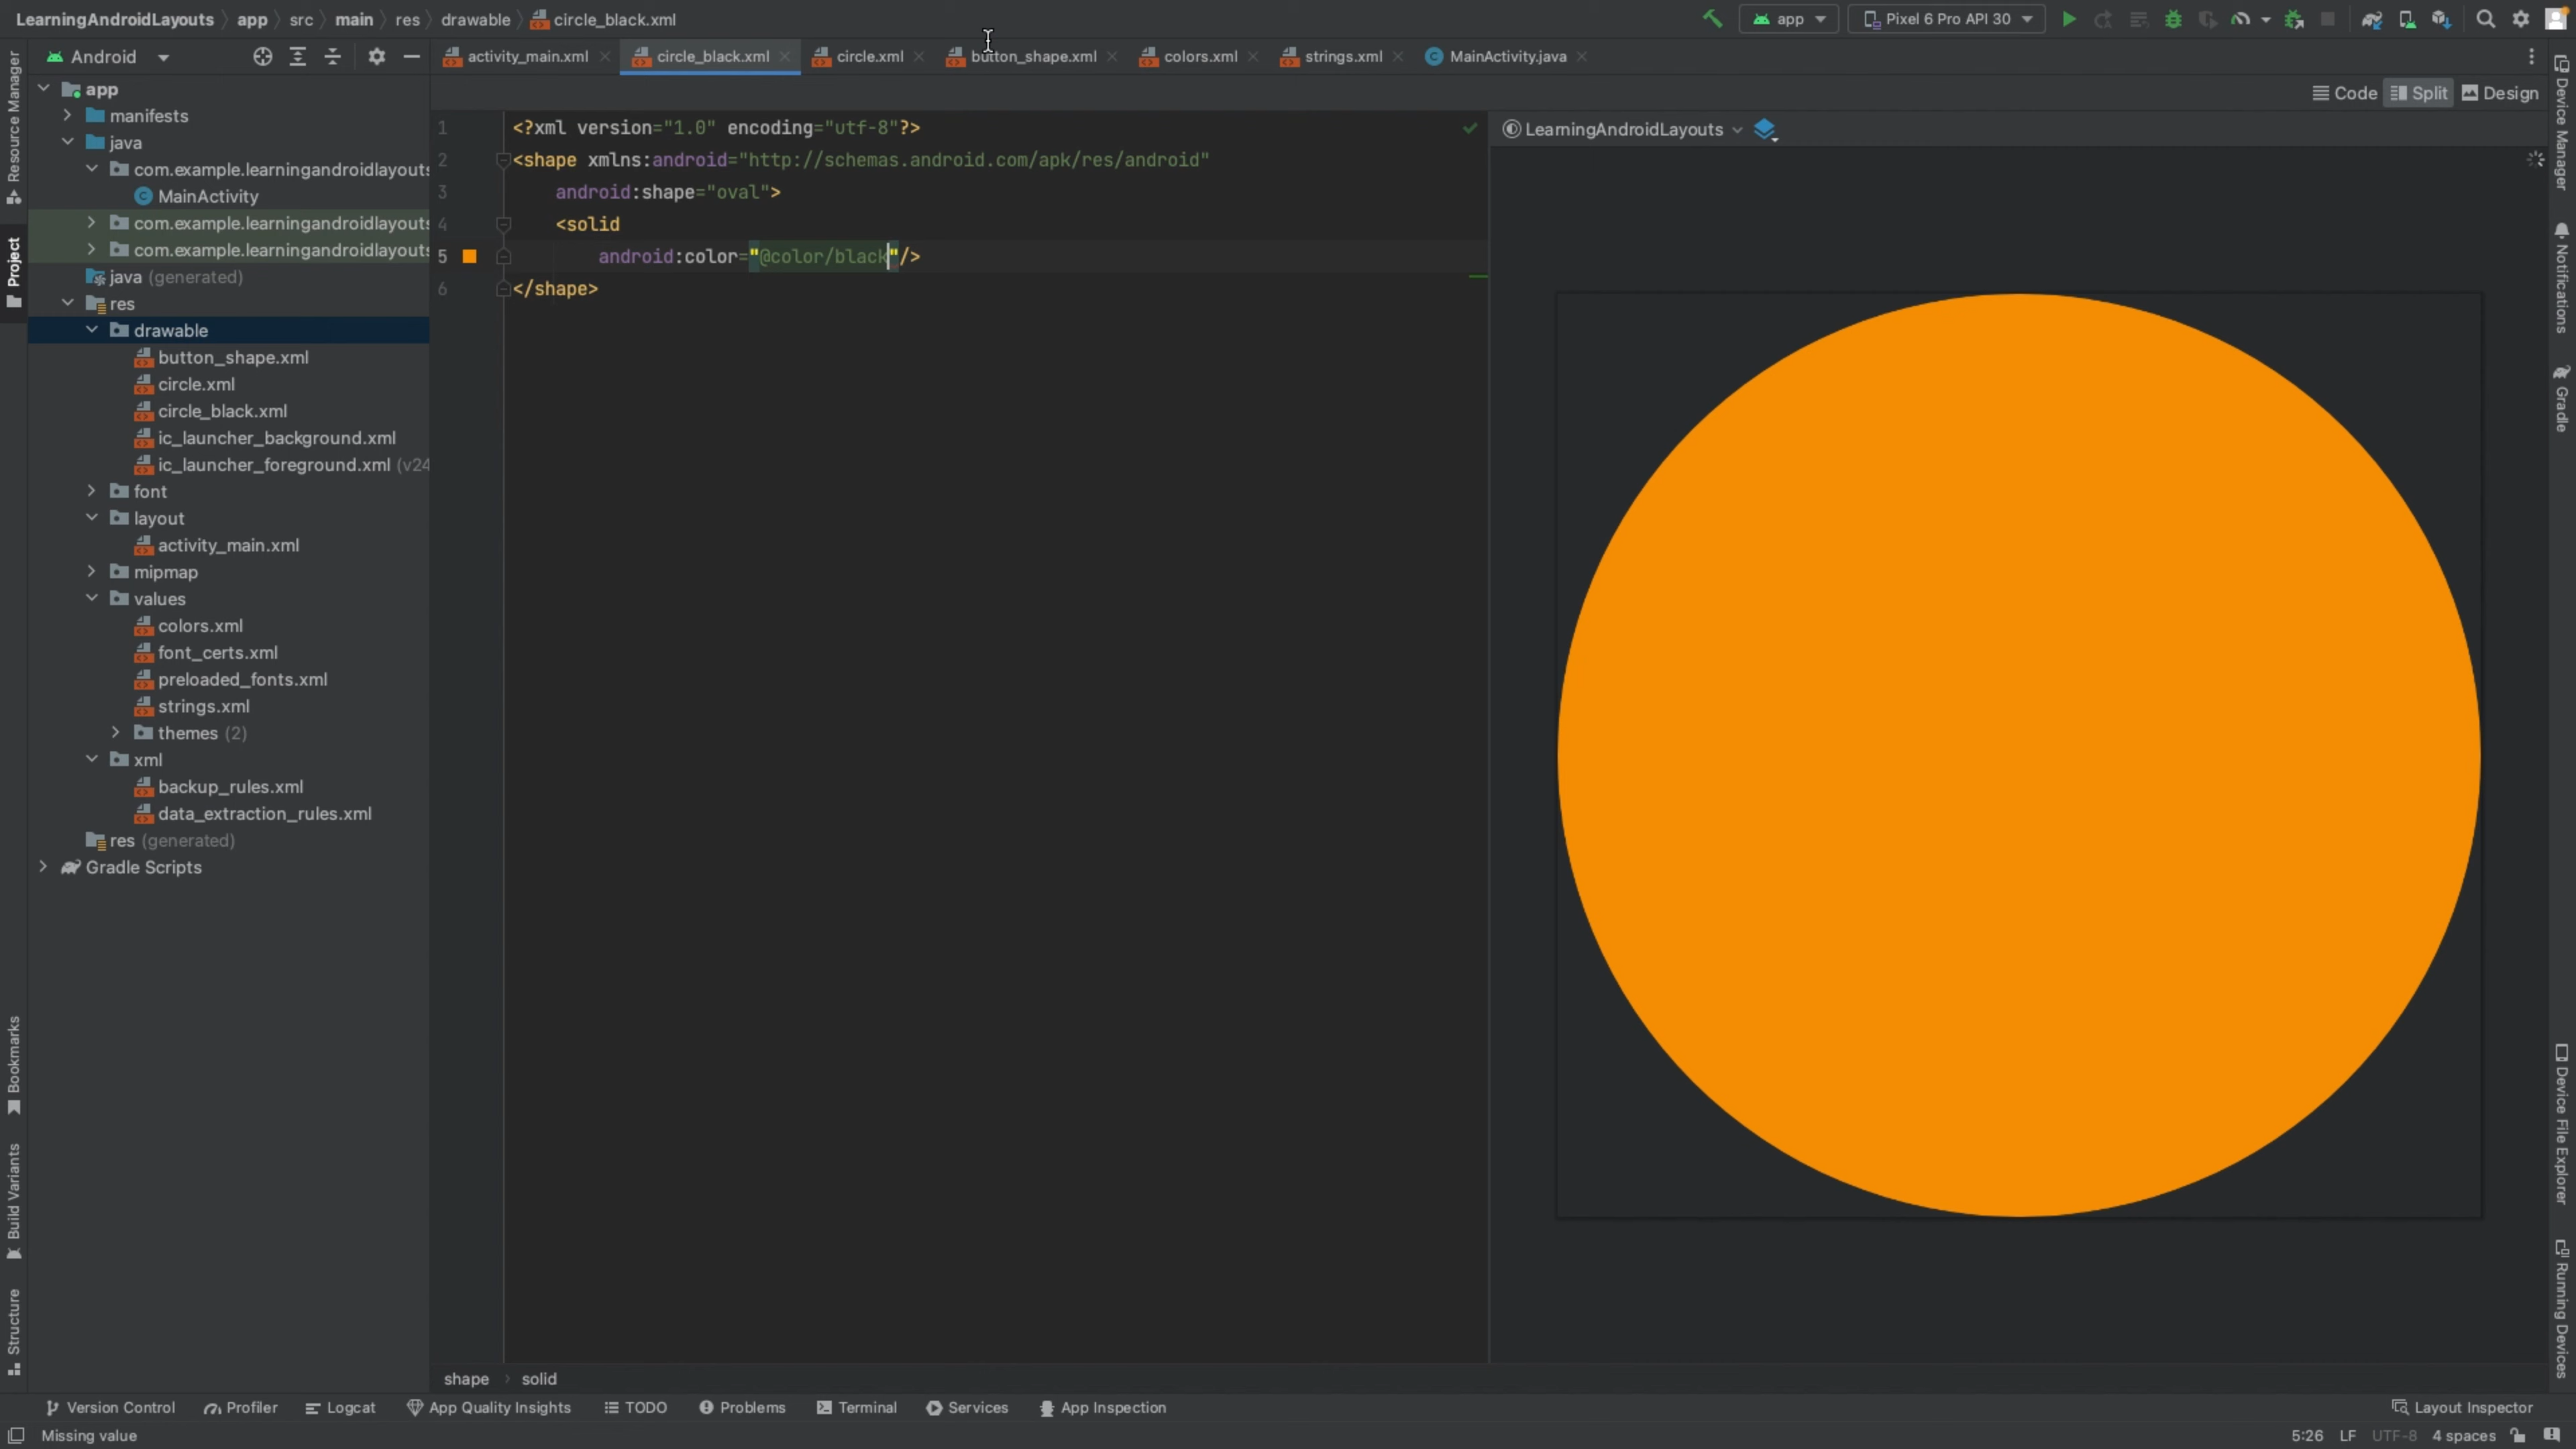 LearningAndroidLayouts app src main res drawable circle_black.xml
app Pixel 6 Pro API 30
Android
activity_main.xml circle_black.xml circle.xml button_shape.xml colors.xml strings.xml MainActivity.java
Code Split Design
LearningAndroidLayouts
Resource Manager
Project
Bookmarks
Build Variants
Structure
app
manifests
java
com.example.learningandroidlayouts
MainActivity
com.example.learningandroidlayouts
com.example.learningandroidlayouts
java (generated)
res
drawable
button_shape.xml
circle.xml
circle_black.xml
ic_launcher_background.xml
ic_launcher_foreground.xml (v24
font
layout
activity_main.xml
mipmap
values
colors.xml
font_certs.xml
preloaded_fonts.xml
strings.xml
themes (2)
xml
backup_rules.xml
data_extraction_rules.xml
res (generated)
Gradle Scripts
1 <?xml version="1.0" encoding="utf-8"?>
2 <shape xmlns:android="http://schemas.android.com/apk/res/android"
3 android:shape="oval">
4 <solid
5 android:color="@color/black"/>
6 </shape>
Device Manager
Notifications
Gradle
Device File Explorer
Running Devices
shape solid
Version Control Profiler Logcat App Quality Insights TODO Problems Terminal Services App Inspection Layout Inspector
Missing value 5:26 LF UTF-8 4 spaces